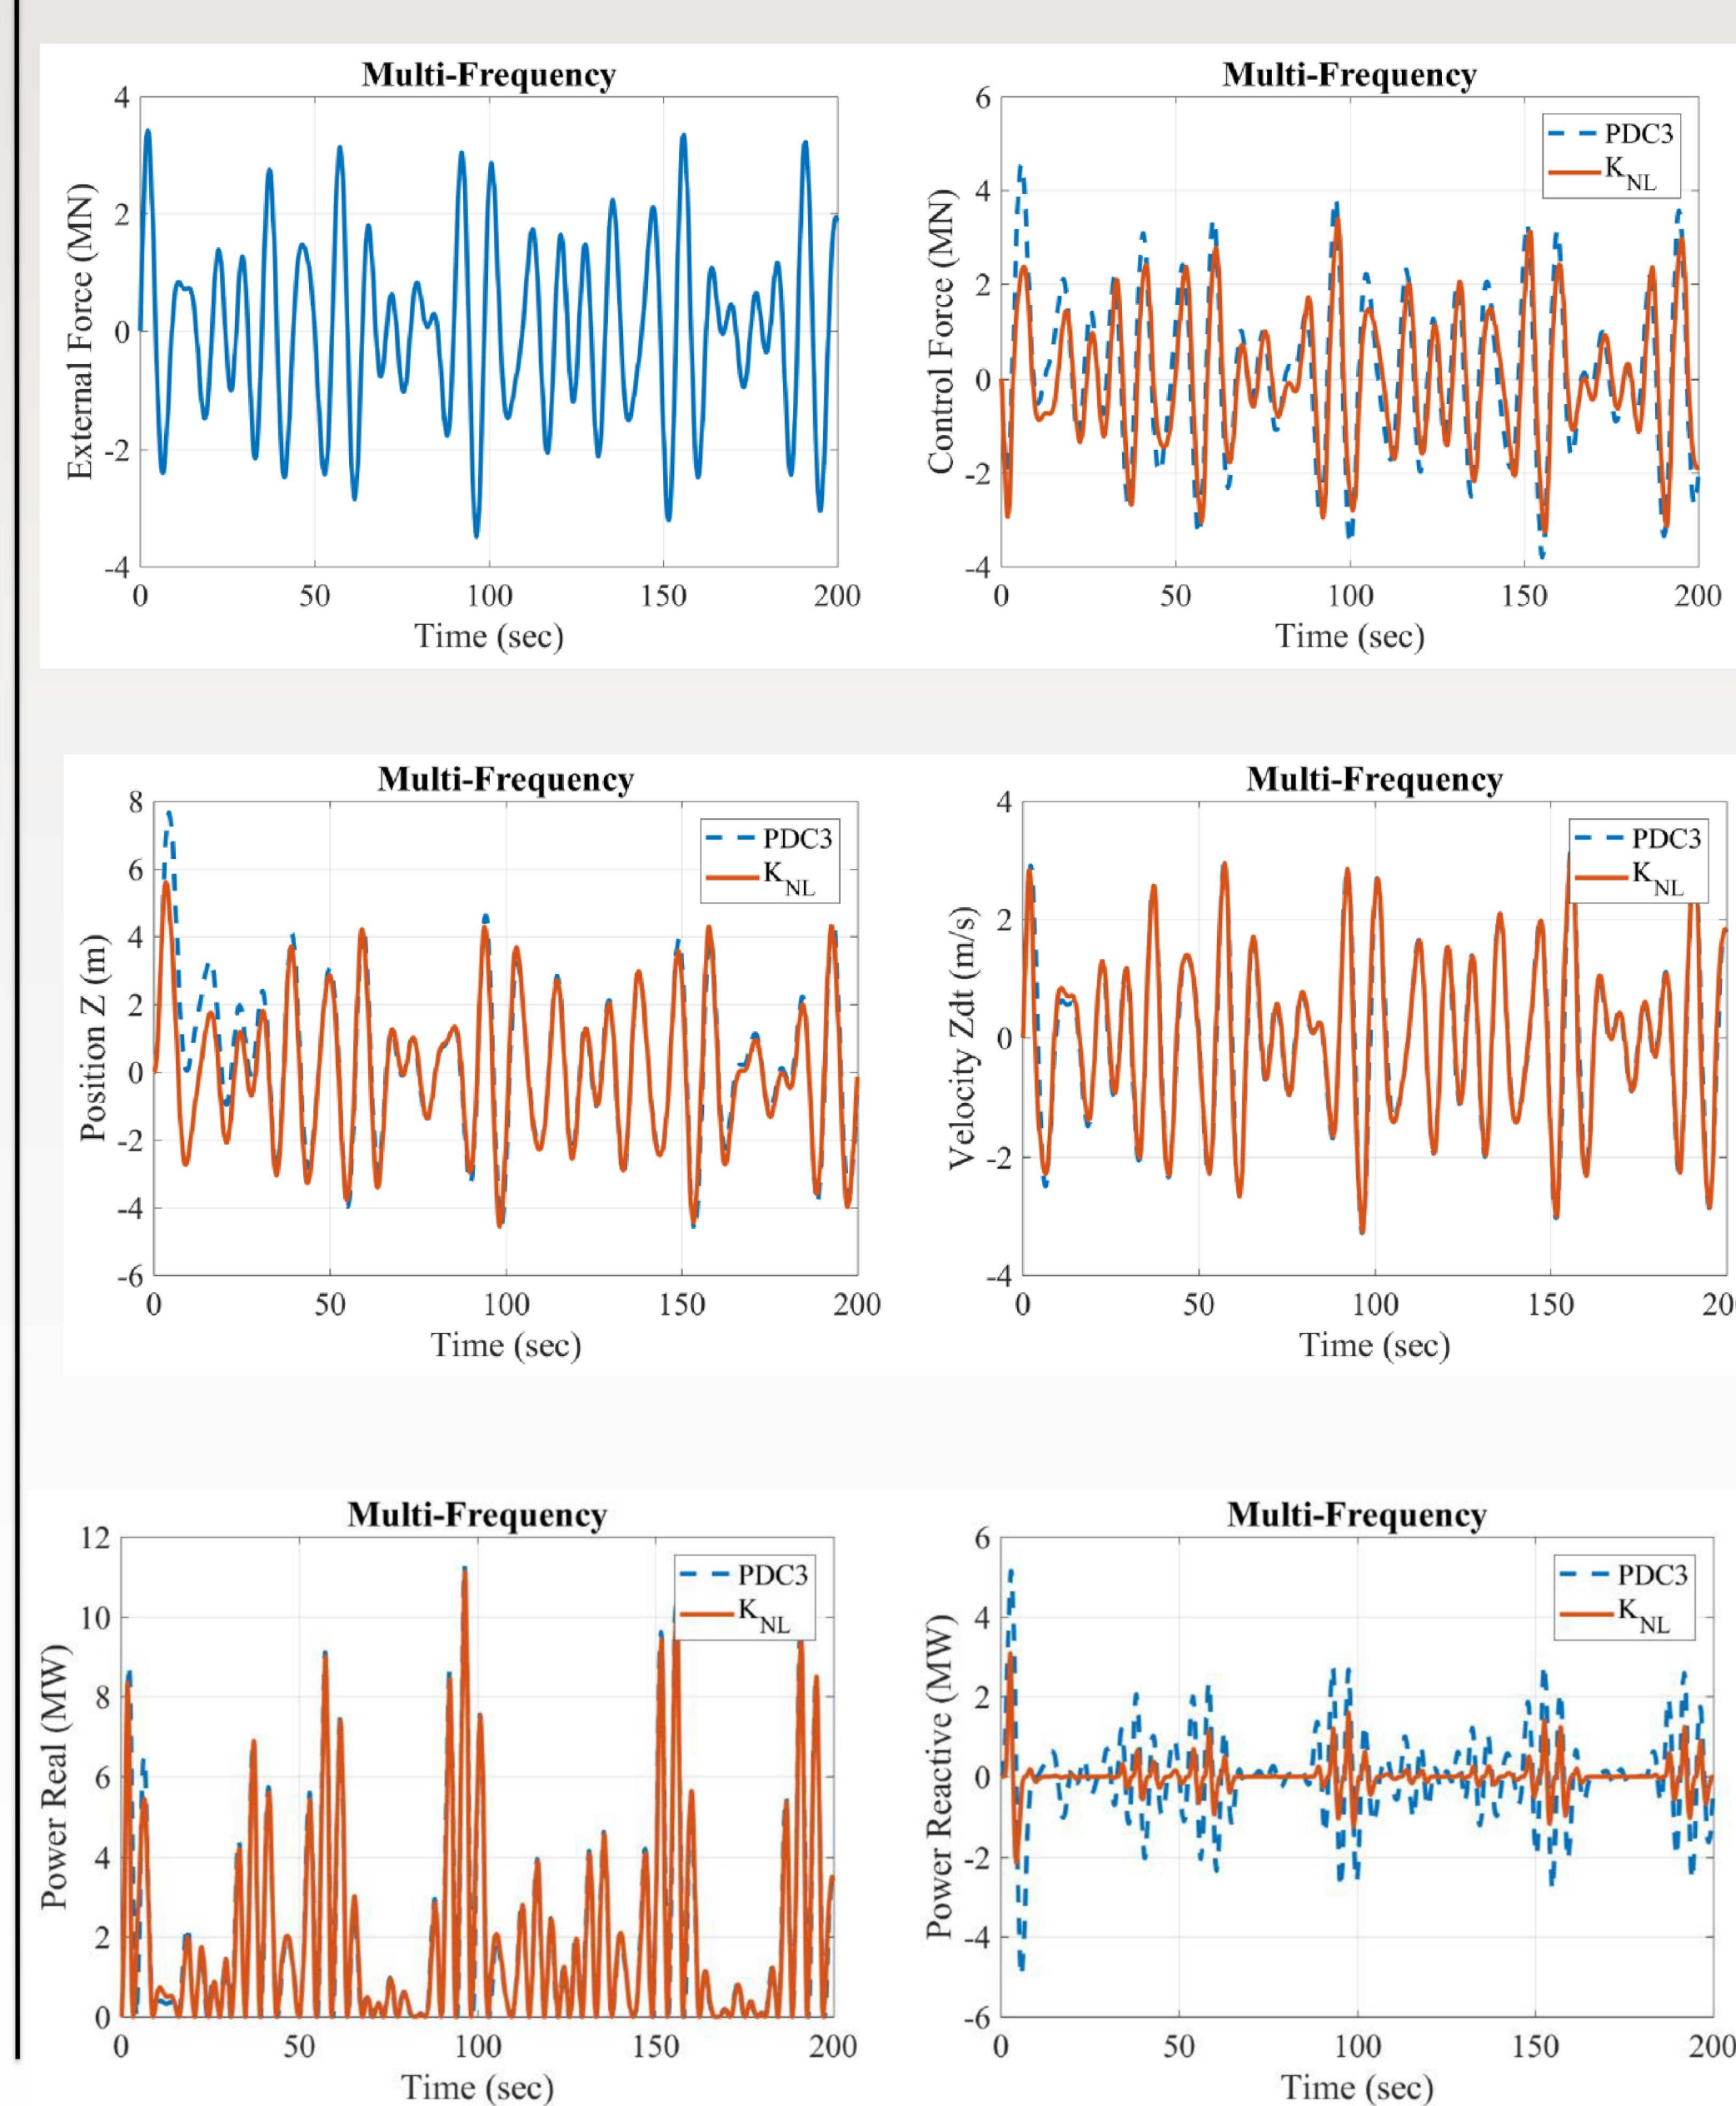 Multi-Frequency
4
2
0
-2
-4
External Force (MN)
0 50 100 150 200
Time (sec)
Multi-Frequency
6
4
2
0
-2
-4
Control Force (MN)
PDC3
K_NL
0 50 100 150 200
Time (sec)
Multi-Frequency
8
6
4
2
0
-2
-4
-6
Position Z (m)
PDC3
K_NL
0 50 100 150 200
Time (sec)
Multi-Frequency
4
2
0
-2
-4
Velocity Zdt (m/s)
PDC3
K_NL
0 50 100 150 20
Time (sec)
Multi-Frequency
12
10
8
6
4
2
0
Power Real (MW)
PDC3
K_NL
0 50 100 150 200
Time (sec)
Multi-Frequency
6
4
2
0
-2
-4
-6
Power Reactive (MW)
PDC3
K_NL
0 50 100 150 200
Time (sec)